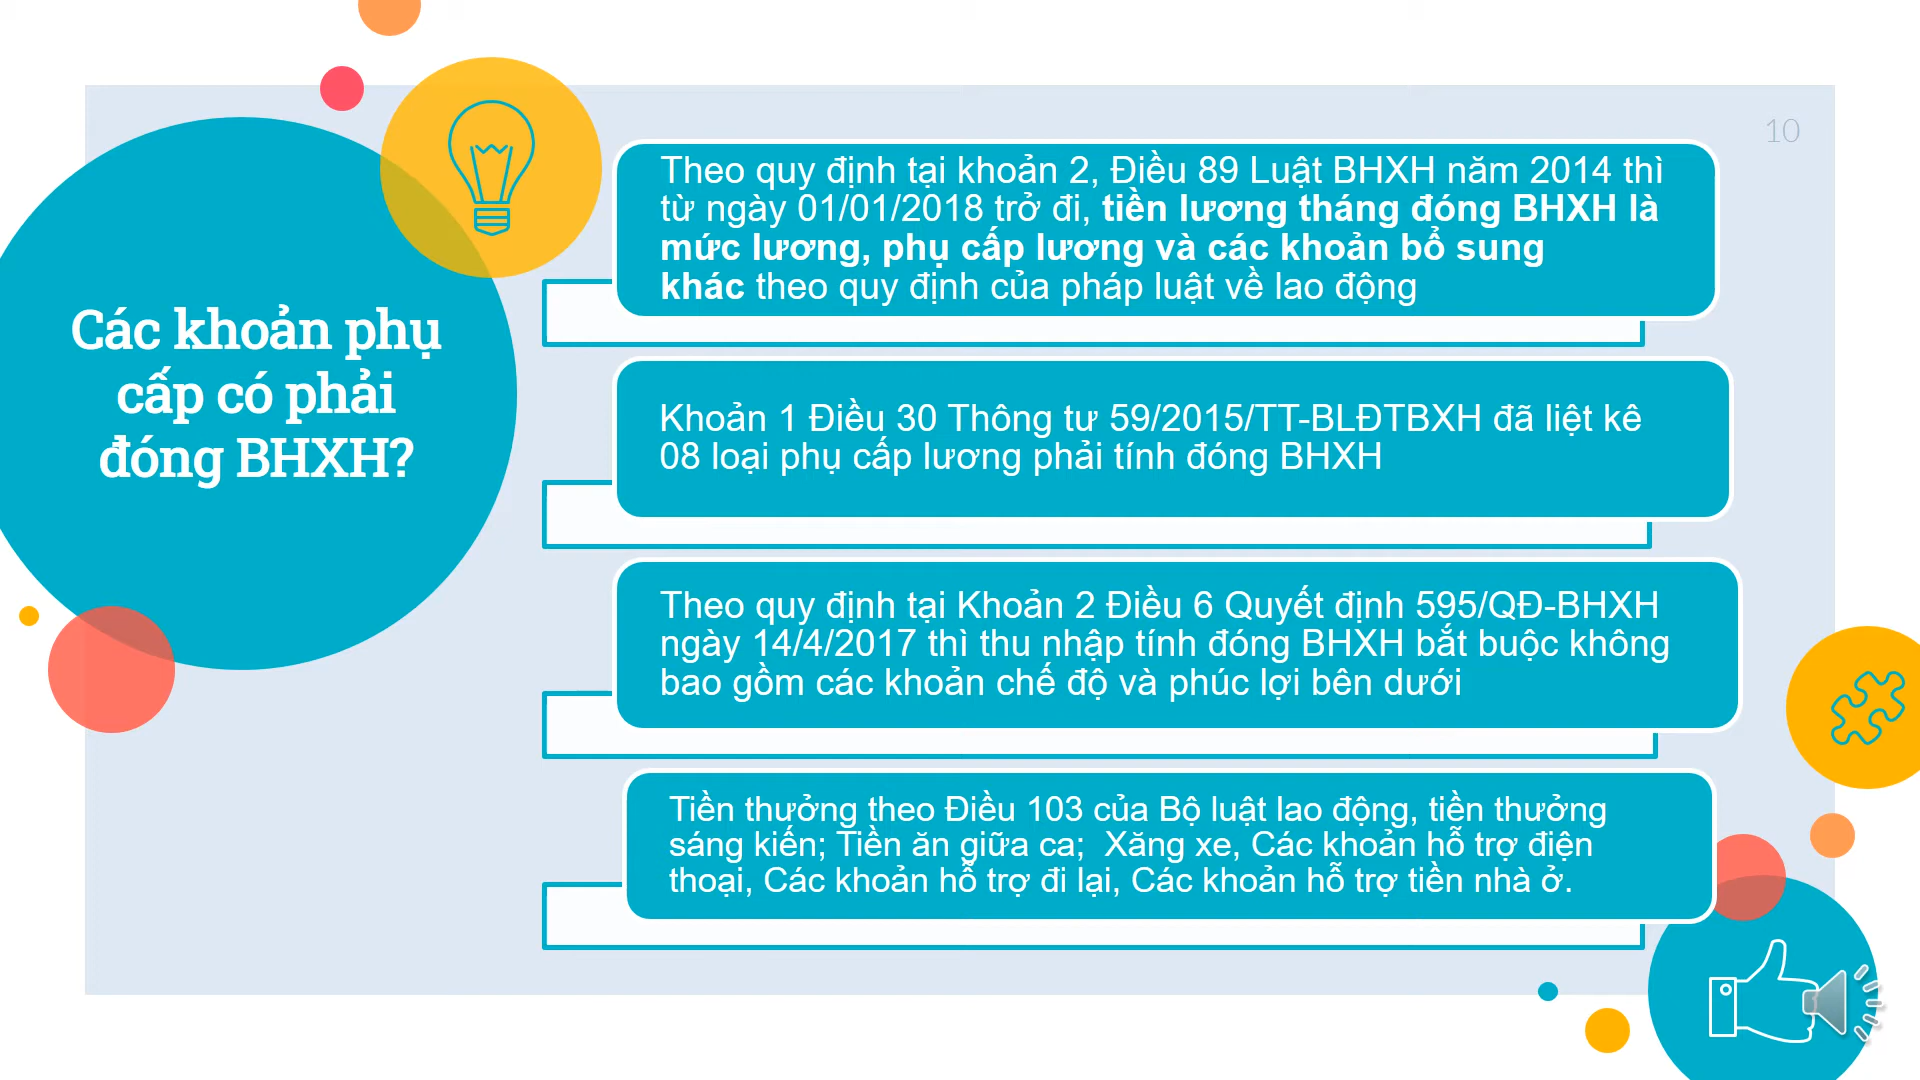 10
Các khoản phụ
cấp có phải
đóng BHXH?
Theo quy định tại khoản 2, Điều 89 Luật BHXH năm 2014 thì
từ ngày 01/01/2018 trở đi, tiền lương tháng đóng BHXH là
mức lương, phụ cấp lương và các khoản bổ sung
khác theo quy định của pháp luật về lao động
Khoản 1 Điều 30 Thông tư 59/2015/TT-BLĐTBXH đã liệt kê
08 loại phụ cấp lương phải tính đóng BHXH
Theo quy định tại Khoản 2 Điều 6 Quyết định 595/QĐ-BHXH
ngày 14/4/2017 thì thu nhập tính đóng BHXH bắt buộc không
bao gồm các khoản chế độ và phúc lợi bên dưới
Tiền thưởng theo Điều 103 của Bộ luật lao động, tiền thưởng
sáng kiến; Tiền ăn giữa ca;  Xăng xe, Các khoản hỗ trợ điện
thoại, Các khoản hỗ trợ đi lại, Các khoản hỗ trợ tiền nhà ở.